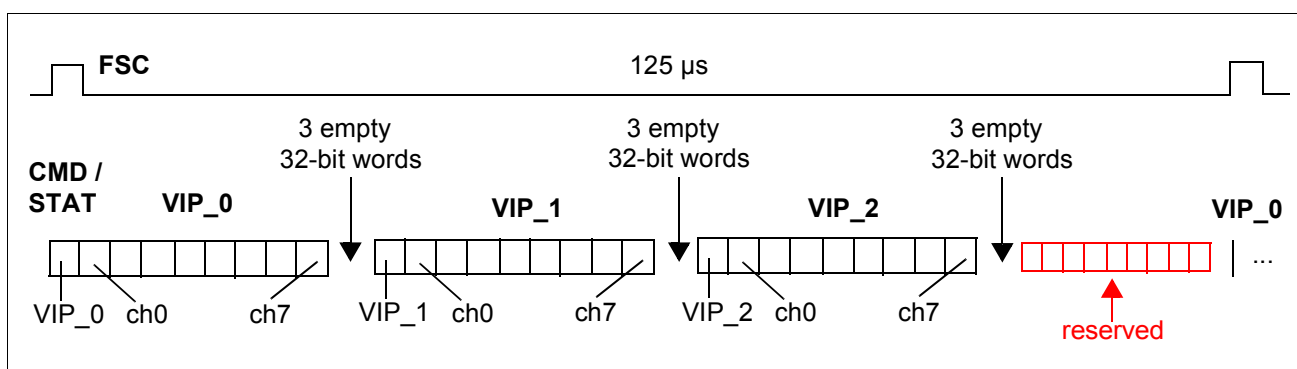 FSC
125 µs
3 empty
32-bit words
3 empty
32-bit words
3 empty
32-bit words
CMD /
STAT
VIP_0
VIP_1
VIP_2
VIP_0
...
VIP_0
ch0
ch7
VIP_1
ch0
ch7
VIP_2
ch0
ch7
reserved